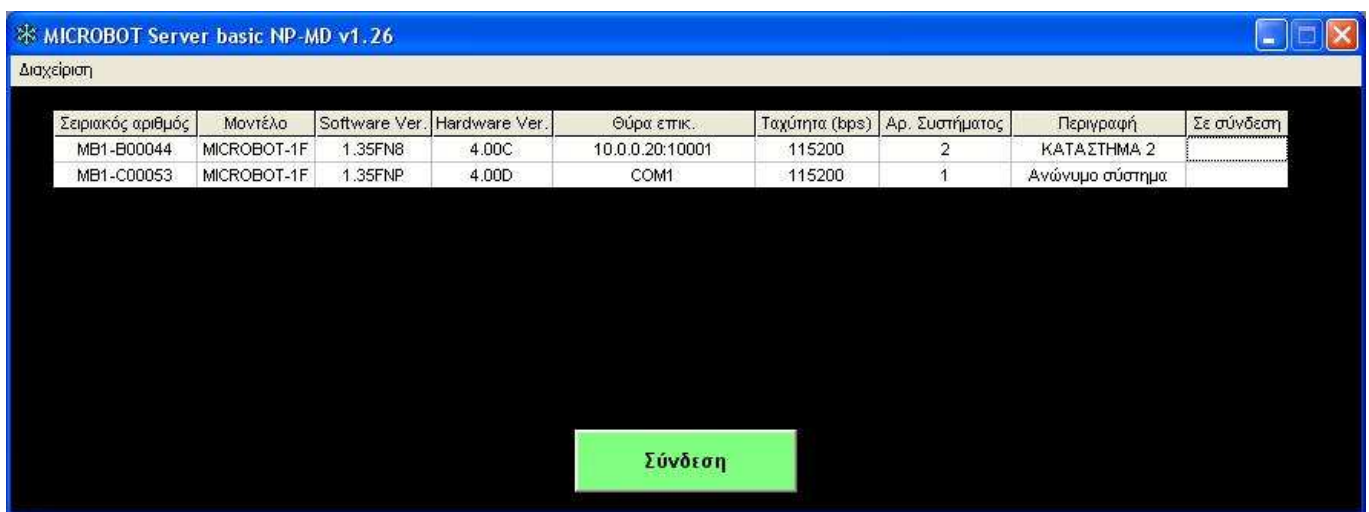 MICROBOT Server basic NP-MD v1.26
Διαχείριση
Σειριακός αριθμός Μοντέλο Software Ver. Hardware Ver. Θύρα επικ. Ταχύτητα (bps) Αρ. Συστήματος Περιγραφή Σε σύνδεση
MB1-B00044 MICROBOT-1F 1.35FN8 4.00C 10.0.0.20:10001 115200 2 ΚΑΤΑΣΤΗΜΑ 2
MB1-C00053 MICROBOT-1F 1.35FNP 4.00D COM1 115200 1 Ανώνυμο σύστημα
Σύνδεση